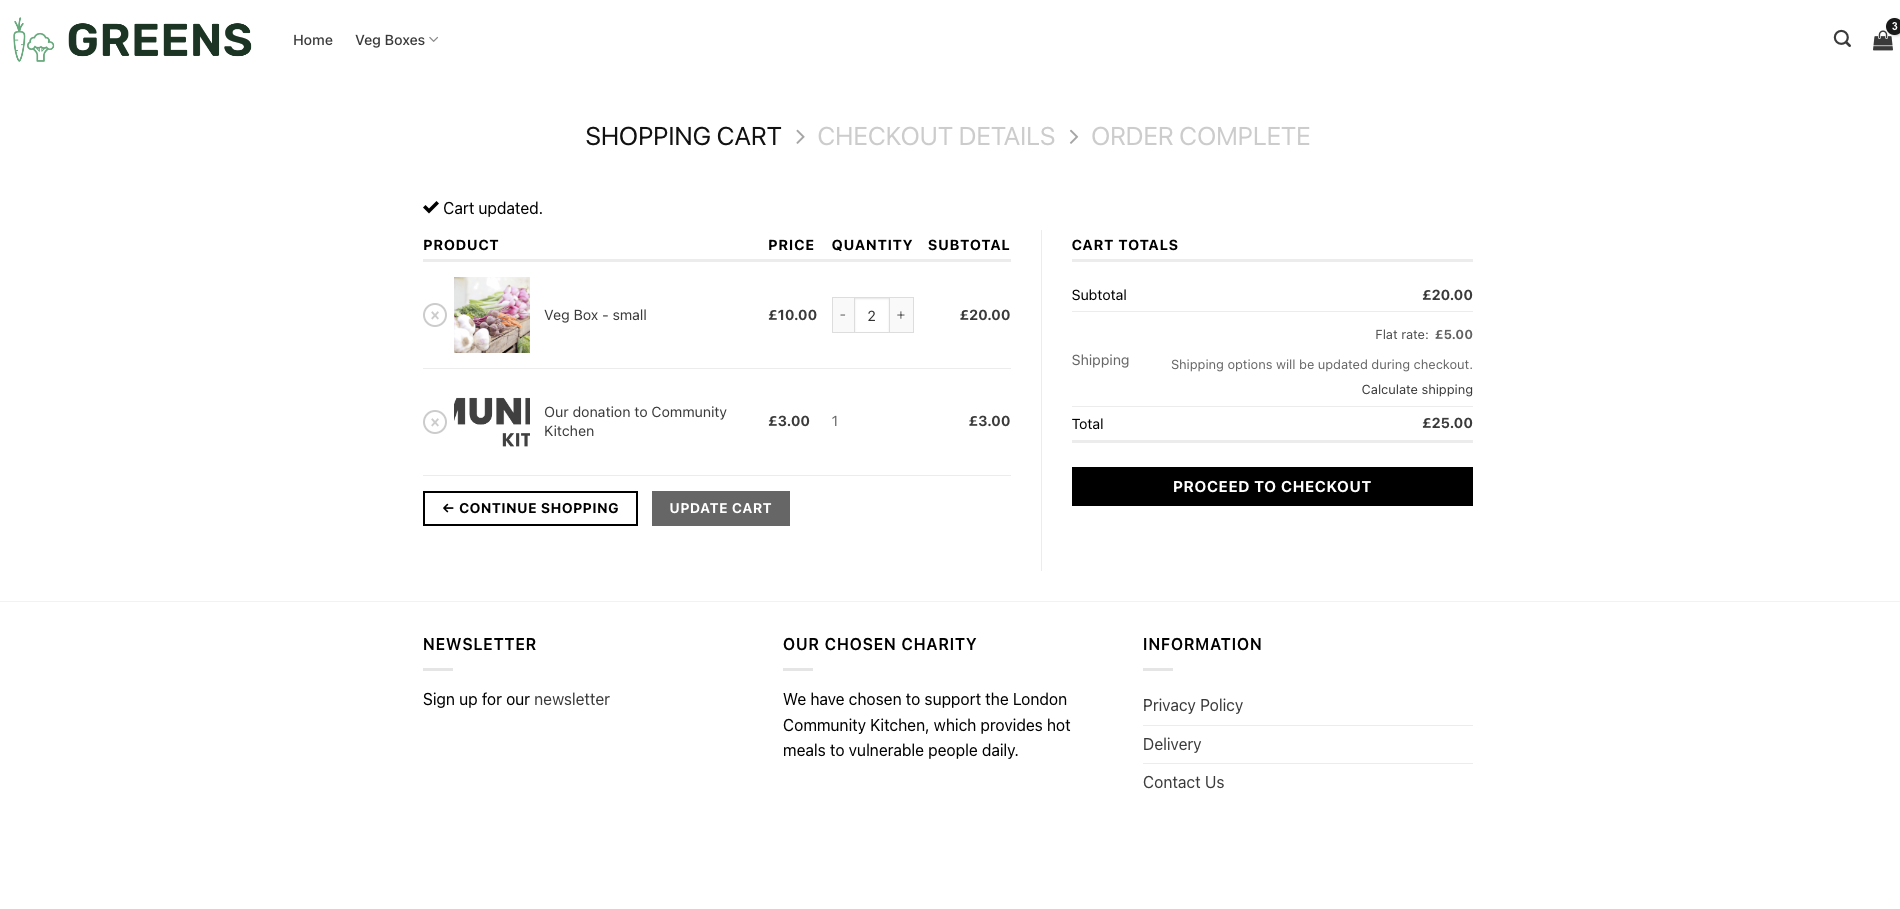 GREENS
Home
Veg Boxes
3
SHOPPING CART
CHECKOUT DETAILS
ORDER COMPLETE
Cart updated.
PRODUCT PRICE QUANTITY SUBTOTAL
Veg Box - small £10.00 - 2 + £20.00
MUNI
KIT
Our donation to Community
Kitchen
£3.00 1 £3.00
← CONTINUE SHOPPING
UPDATE CART
CART TOTALS
Subtotal £20.00
Shipping
Flat rate: £5.00
Shipping options will be updated during checkout.
Calculate shipping
Total £25.00
PROCEED TO CHECKOUT
NEWSLETTER
Sign up for our newsletter
OUR CHOSEN CHARITY
We have chosen to support the London
Community Kitchen, which provides hot
meals to vulnerable people daily.
INFORMATION
Privacy Policy
Delivery
Contact Us